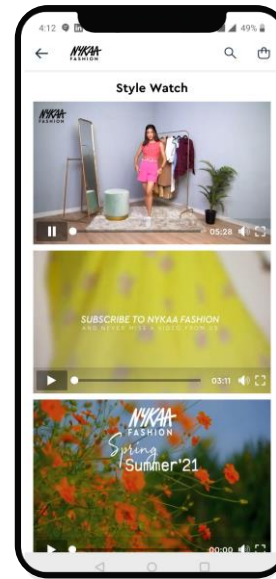 4:12
49%
NYKAA
FASHION
Style Watch
NYKAA
FASHION
05:28
SUBSCRIBE TO NYKAA FASHION
AND NEVER MISS A VIDEO FROM US
03:11
NYKAA
FASHION
Spring
Summer'21
00:00